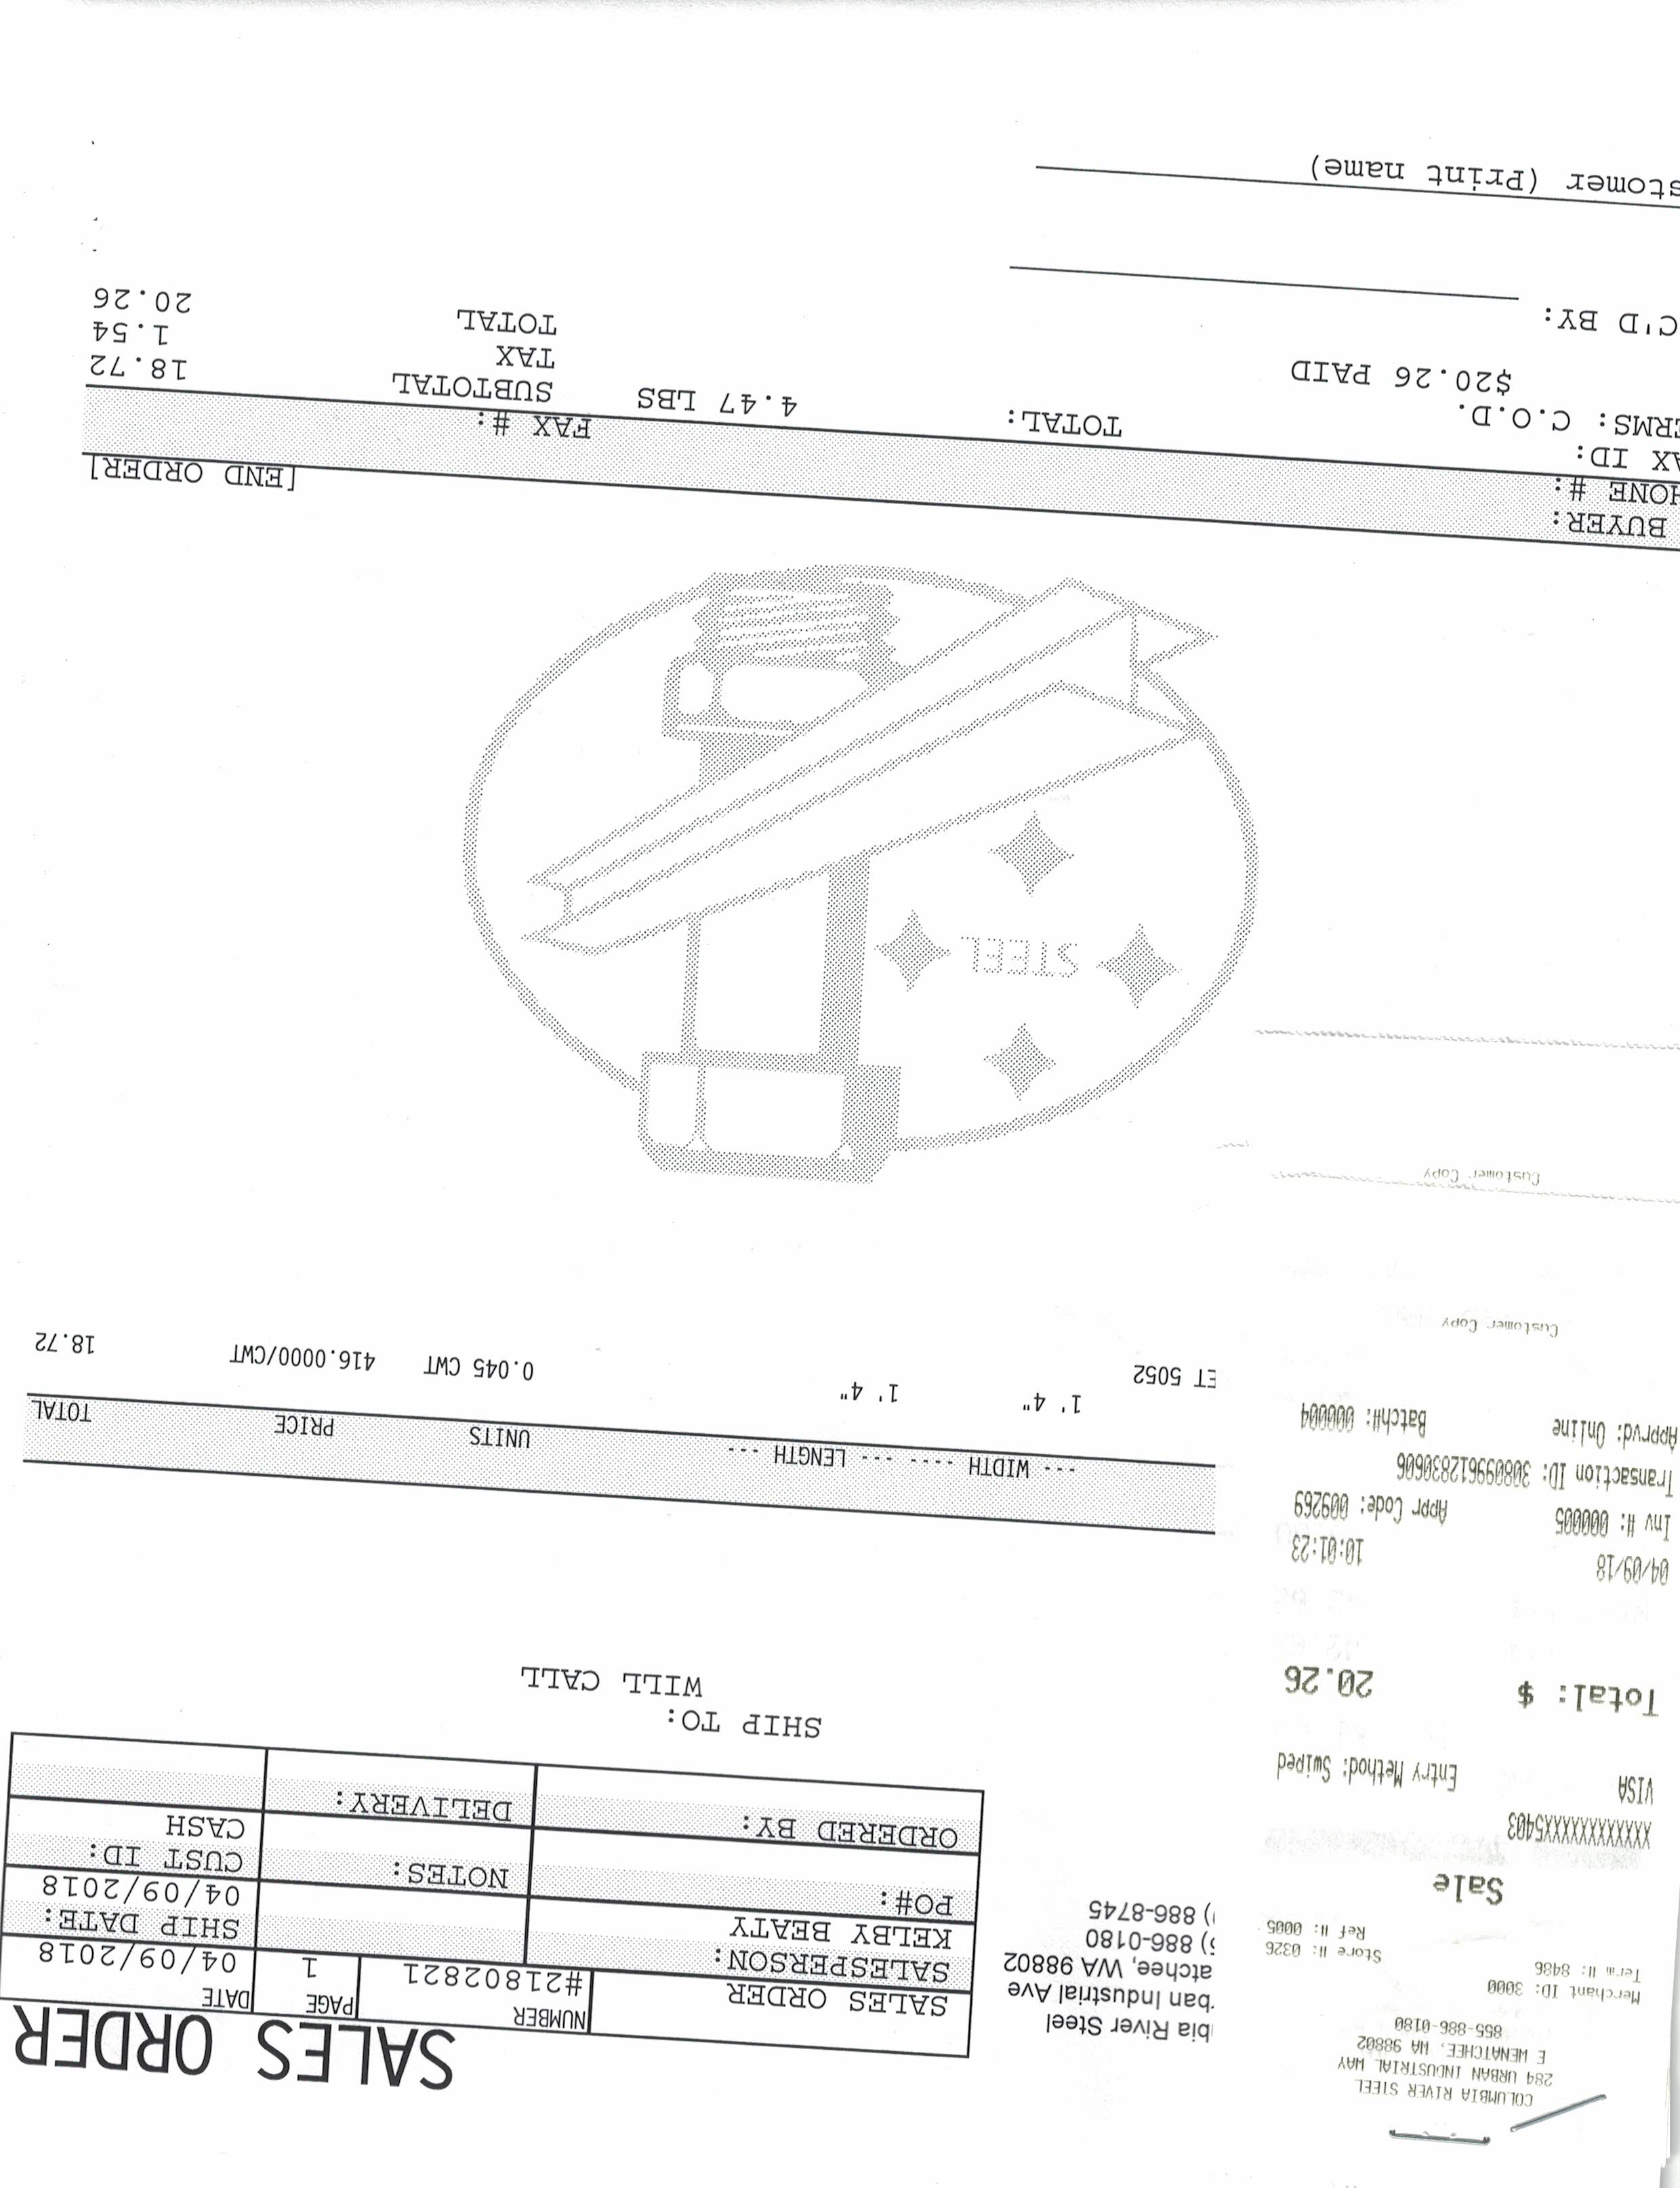 COLUMBIA RIVER STEEL
284 URBAN INDUSTRIAL WAY
E WENATCHEE, WA 98802
855-886-0180
Merchant ID: 3000
Term #: 8486
Store #: 0326
Ref #: 0005
Sale
XXXXXXXXXXXX5403
VISA Entry Method: Swiped
Total: $ 20.26
04/09/18 10:01:23
Inv #: 000005 Appr Code: 009269
Transaction ID: 308099612830606
Apprvd: Online Batch#: 000004
Customer Copy
Customer Copy
bia River Steel
rban Industrial Ave
atchee, WA 98802
5) 886-0180
) 886-8745
SALES ORDER
SALES ORDER NUMBER #21802821 PAGE 1 DATE 04/09/2018
SALESPERSON:
KELBY BEATY
SHIP DATE:
04/09/2018
PO#: NOTES: CUST ID:
CASH
ORDERED BY: DELIVERY:
SHIP TO:
WILL CALL
--- WIDTH ---- --- LENGTH --- UNITS PRICE TOTAL
1' 4" 1' 4" 0.045 CWT 416.0000/CWT 18.72
ET 5052
STEEL
[END ORDER]
BUYER:
HONE #: FAX #:
AX ID:
ERMS: C.O.D. TOTAL: 4.47 LBS SUBTOTAL 18.72
$20.26 PAID TAX 1.54
TOTAL 20.26
C'D BY:
stomer (Print name)